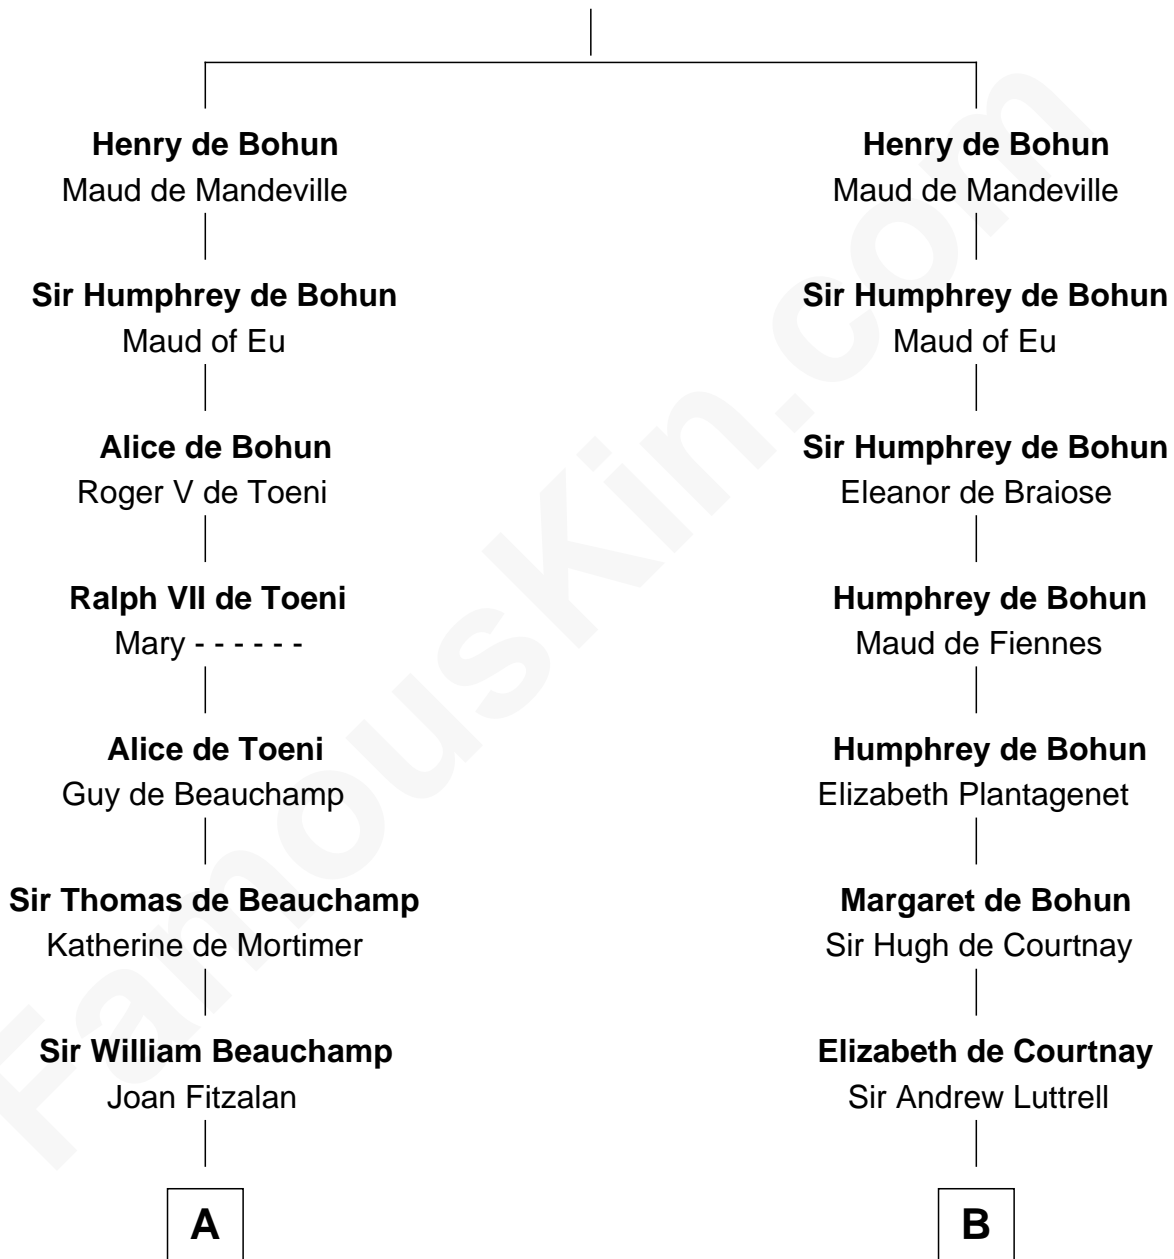 Henry de Bohun
Maud de Mandeville
Sir Humphrey de Bohun
Maud of Eu
Alice de Bohun
Roger V de Toeni
Ralph VII de Toeni
Mary - - - - - -
Alice de Toeni
Guy de Beauchamp
Sir Thomas de Beauchamp
Katherine de Mortimer
Sir William Beauchamp
Joan Fitzalan
A
Henry de Bohun
Maud de Mandeville
Sir Humphrey de Bohun
Maud of Eu
Sir Humphrey de Bohun
Eleanor de Braiose
Humphrey de Bohun
Maud de Fiennes
Humphrey de Bohun
Elizabeth Plantagenet
Margaret de Bohun
Sir Hugh de Courtnay
Elizabeth de Courtnay
Sir Andrew Luttrell
B
FamousKin.com